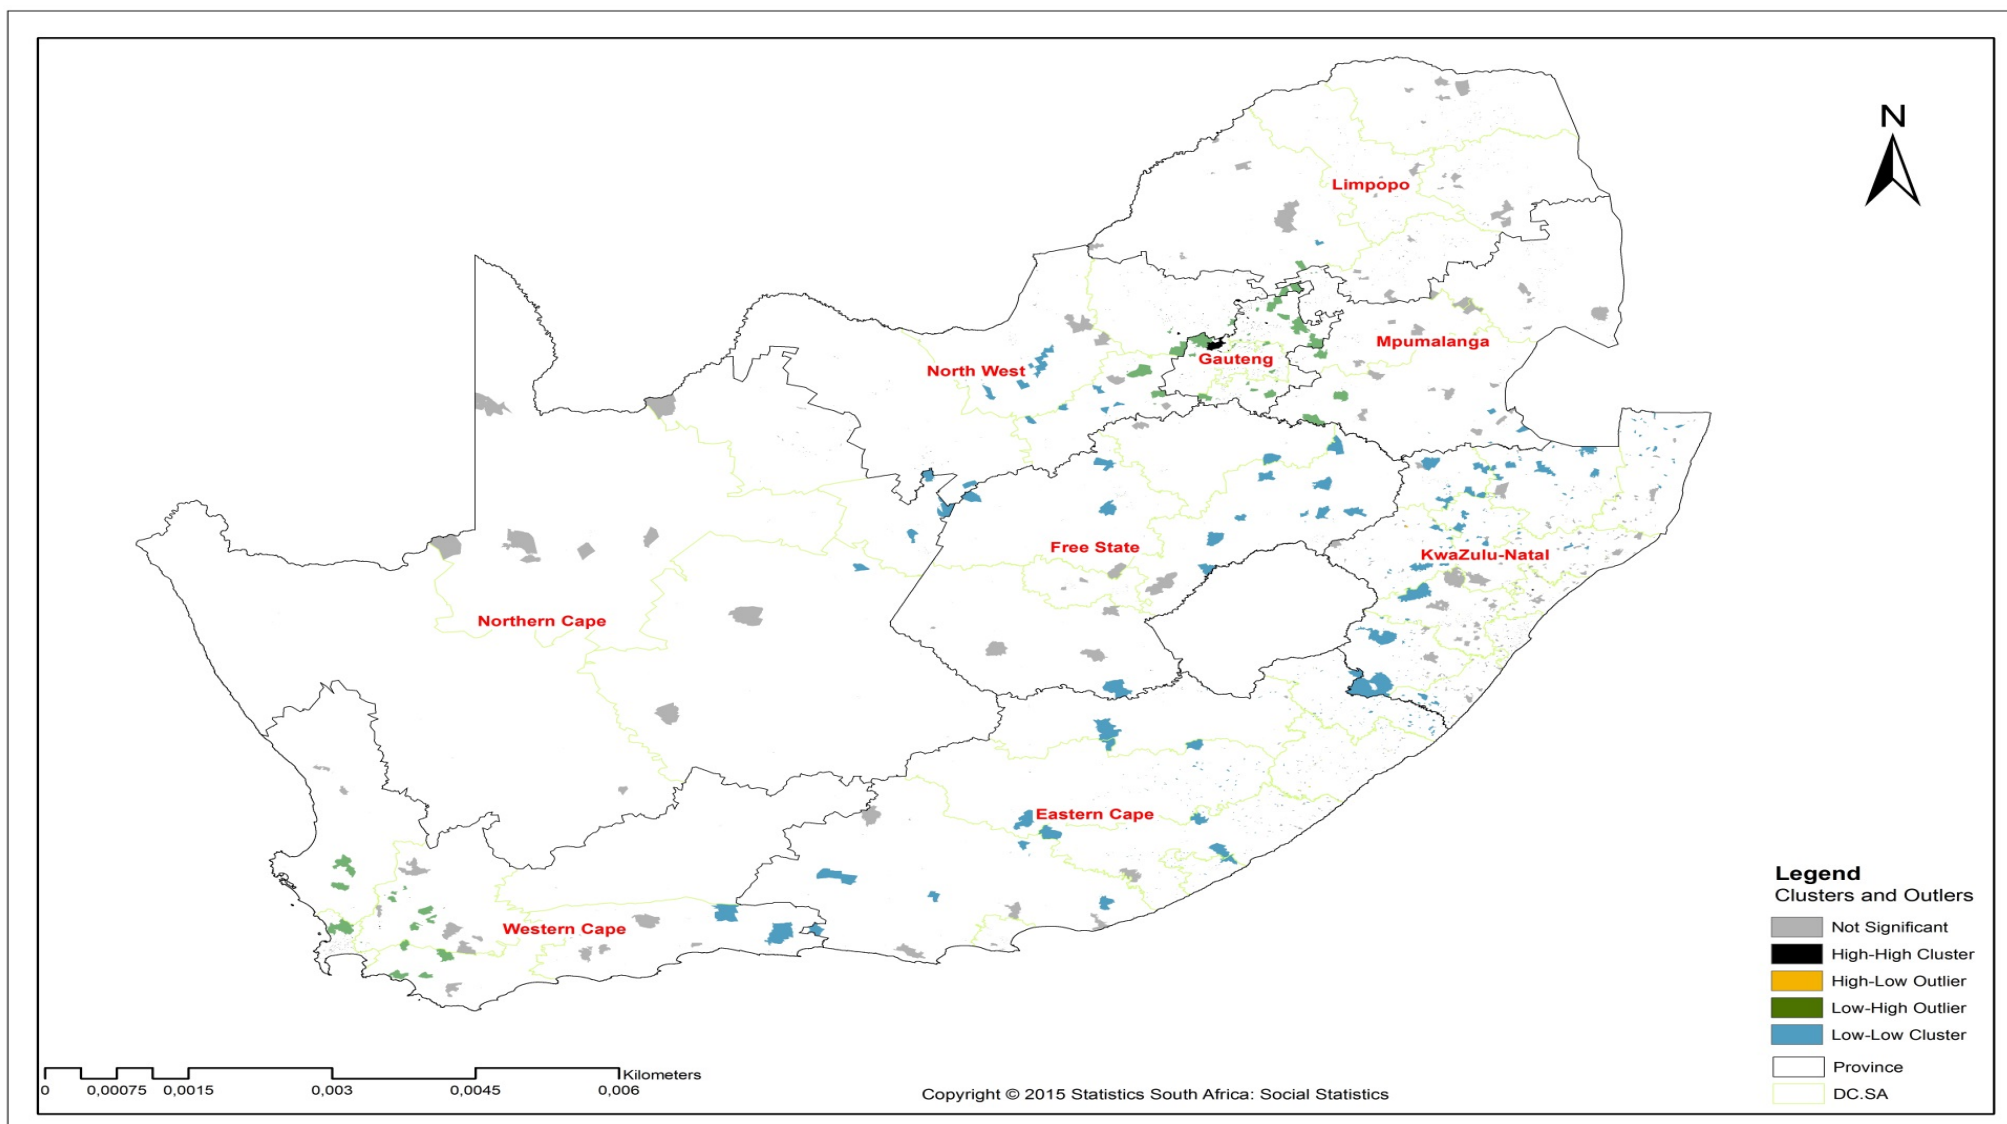 N
Limpopo
Mpumalanga
Gauteng
North West
Free State
KwaZulu-Natal
Northern Cape
Eastern Cape
Western Cape
Legend
Clusters and Outlers
Not Significant
High-High Cluster
High-Low Outlier
Low-High Outlier
Low-Low Cluster
Province
DC.SA
Kilometers
0 0,00075 0,0015 0,003 0,0045 0,006
Copyright © 2015 Statistics South Africa: Social Statistics